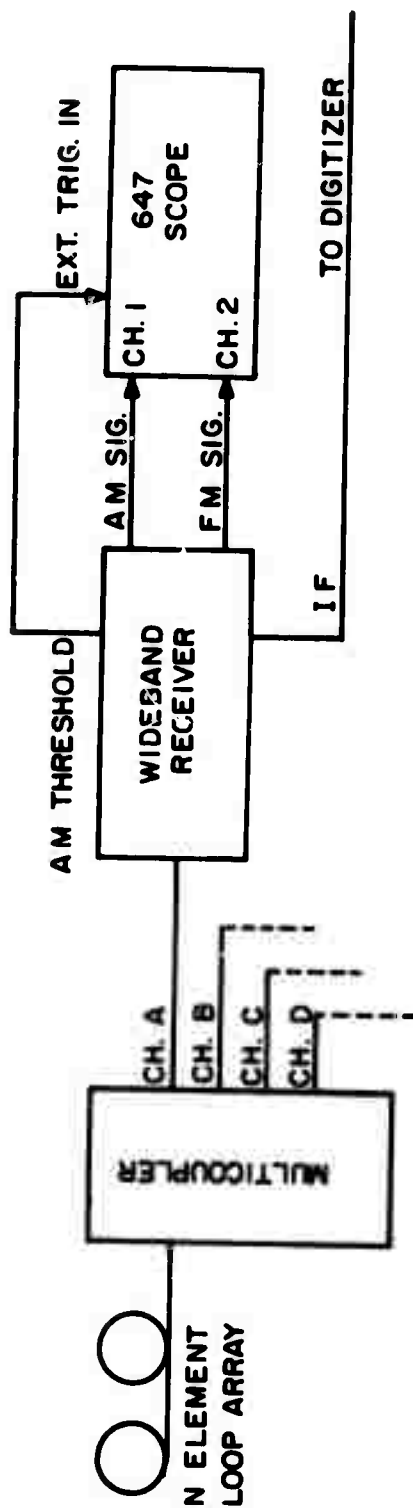 N ELEMENT
LOOP ARRAY
MULTICOUPLER
CH. A
CH. B
CH. C
CH. D
AM THRESHOLD
WIDEBAND
RECEIVER
AM SIG.
FM SIG.
IF
TO DIGITIZER
EXT. TRIG. IN
CH. 1
CH. 2
647
SCOPE